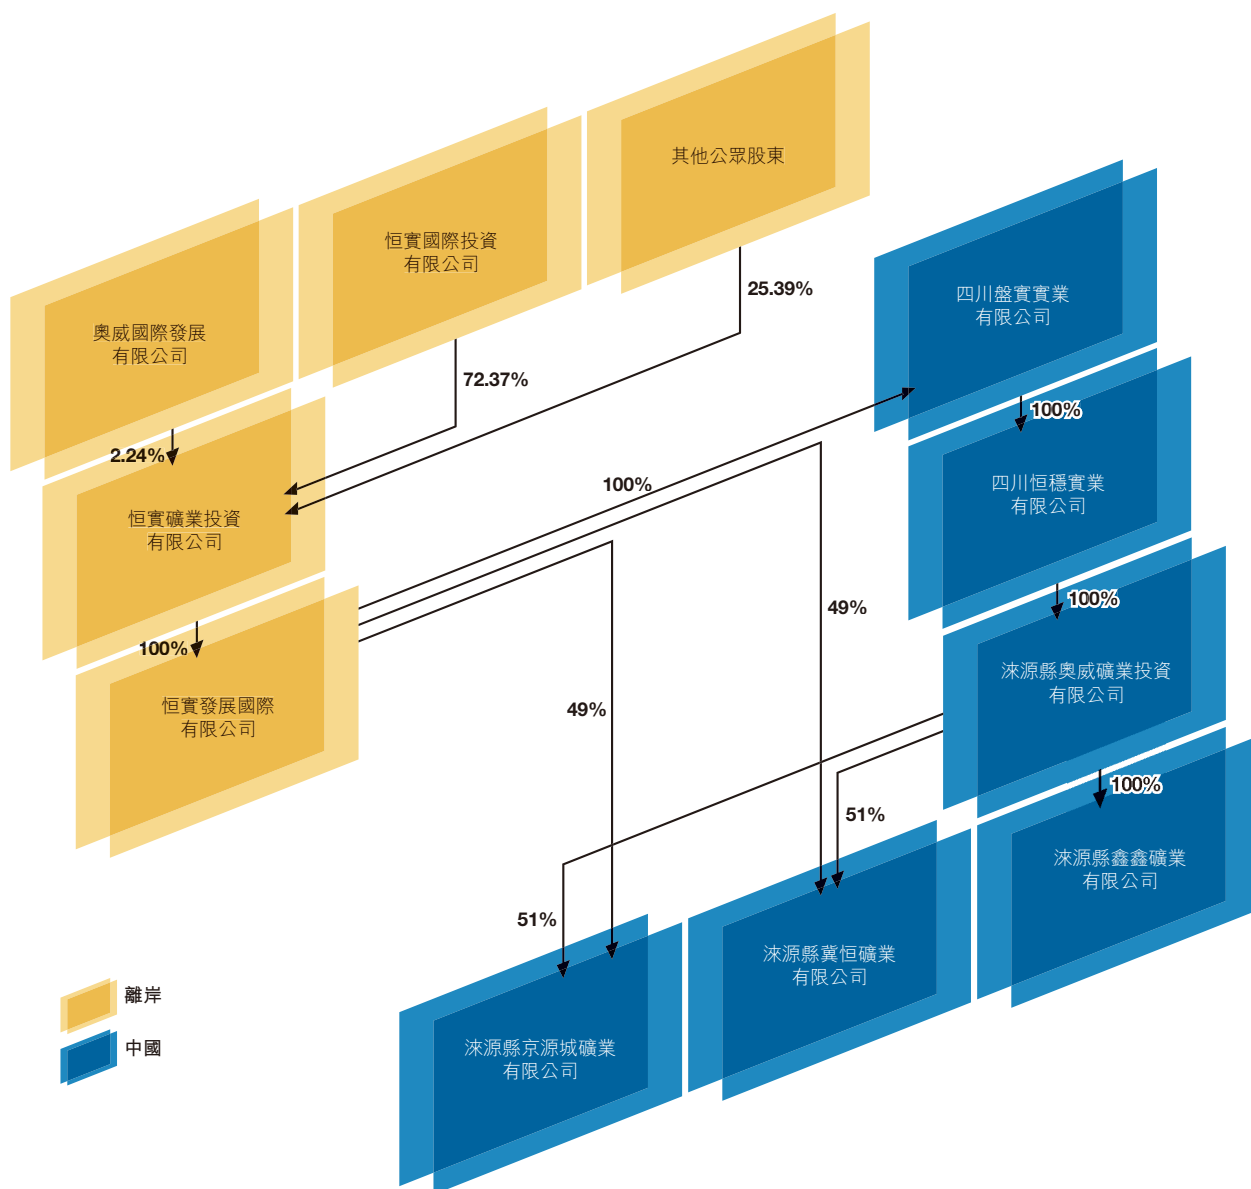 其他公眾股東
恒實國際投資
有限公司
奧威國際發展
有限公司
四川盤實實業
有限公司
25.39%
72.37%
100%
2.24%
100%
四川恒穩實業
有限公司
恒實礦業投資
有限公司
100%
49%
100%
淶源縣奧威礦業投資
有限公司
恒實發展國際
有限公司
49%
100%
51%
淶源縣鑫鑫礦業
有限公司
51%
淶源縣冀恒礦業
有限公司
淶源縣京源城礦業
有限公司
離岸
中國